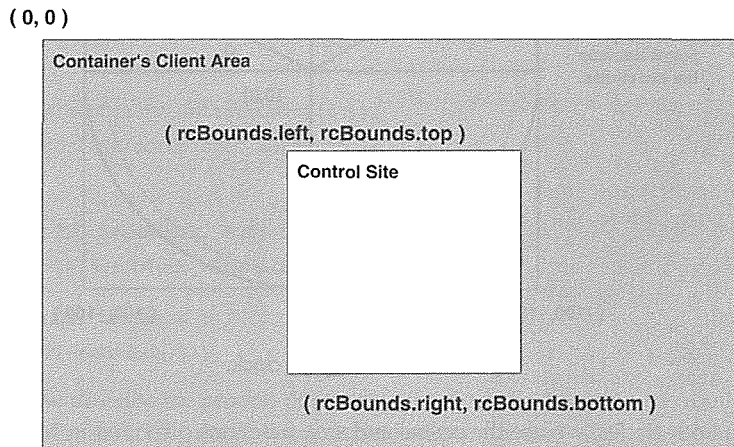 ( 0, 0 )
Container's Client Area
( rcBounds.left, rcBounds.top )
Control Site
( rcBounds.right, rcBounds.bottom )